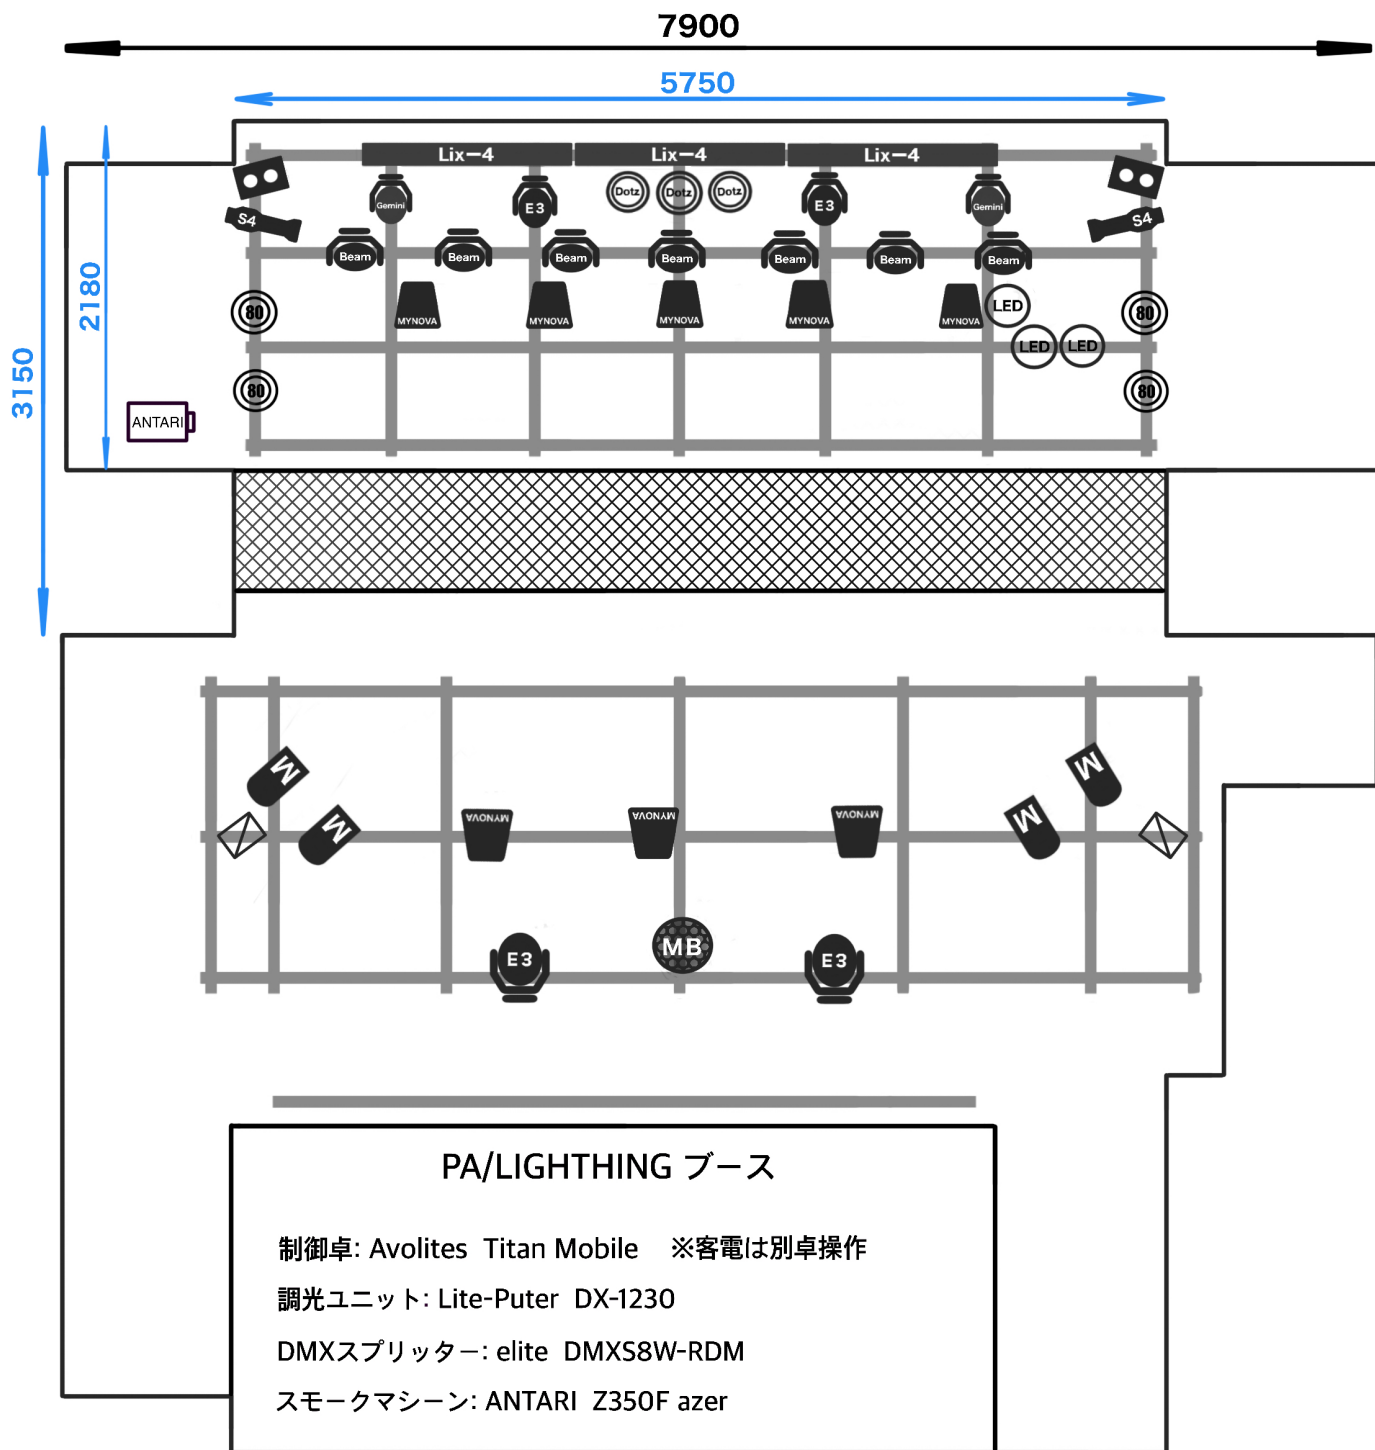 7900
5750
Lix-4 Lix-4 Lix-4
Gemini E3 Dotz Dotz Dotz E3 Gemini
S4 S4
Beam Beam Beam Beam Beam Beam Beam
2180
3150
80 MYNOVA MYNOVA MYNOVA MYNOVA MYNOVA LED 80
LED LED
80 80
ANTARI
M M
M MYNOVA MYNOVA MYNOVA M
E3 MB E3
PA/LIGHTHING ブース
制御卓: Avolites Titan Mobile ※客電は別卓操作
調光ユニット: Lite-Puter DX-1230
DMXスプリッター: elite DMXS8W-RDM
スモークマシーン: ANTARI Z350F azer